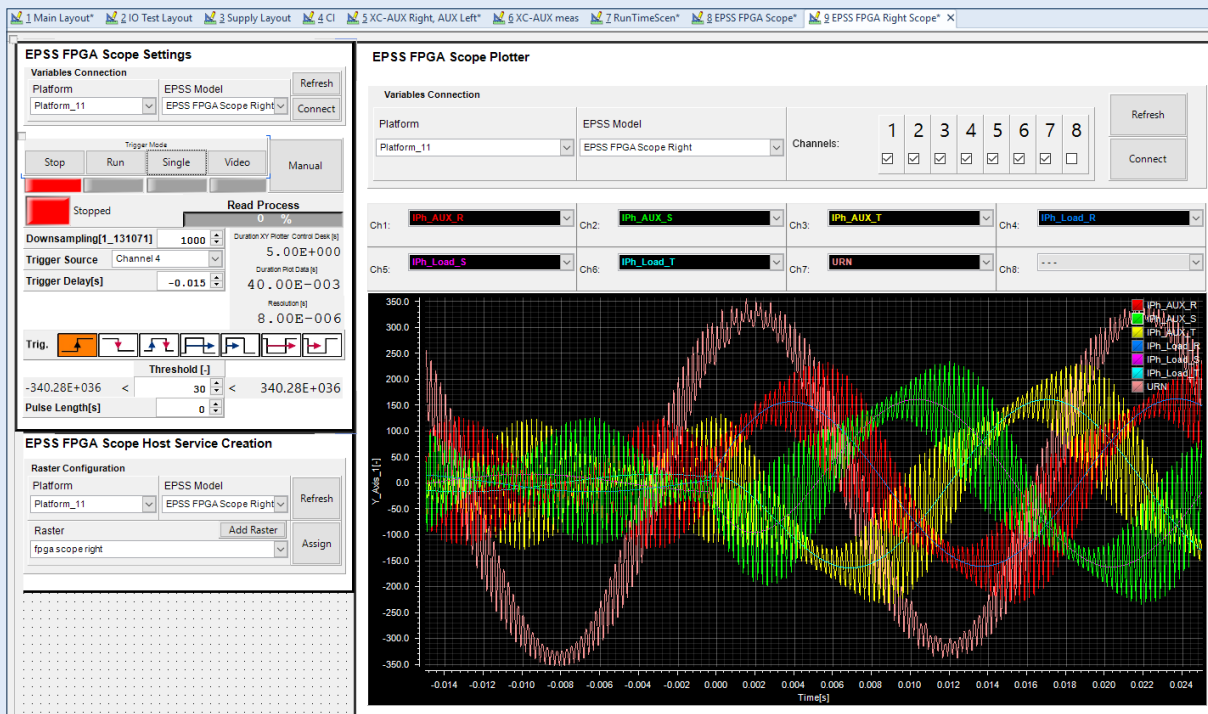 1 Main Layout* 2 IO Test Layout 3 Supply Layout 4 CI 5 XC-AUX Right, AUX Left* 6 XC-AUX meas 7 RunTimeScen* 8 EPSS FPGA Scope* 9 EPSS FPGA Right Scope*
EPSS FPGA Scope Settings
Variables Connection
Platform EPSS Model Refresh
Platform_11 EPSS FPGA Scope Right Connect
Trigger Mode
Stop Run Single Video Manual
Stopped
Read Process
0 %
Downsampling[1_131071] 1000
Duration XY Plotter Control Desk [s]
5.00E+000
Trigger Source Channel 4
Duration Plot Data[s]
Trigger Delay[s] -0.015
40.00E-003
Resolution [s]
8.00E-006
Trig.
Threshold [-]
-340.28E+036 < 30 < 340.28E+036
Pulse Length[s] 0
EPSS FPGA Scope Host Service Creation
Raster Configuration
Platform EPSS Model
Platform_11 EPSS FPGA Scope Right Refresh
Raster Add Raster
fpga scope right Assign
EPSS FPGA Scope Plotter
Variables Connection
Platform EPSS Model
Platform_11 EPSS FPGA Scope Right
Channels: 1 2 3 4 5 6 7 8
Refresh
Connect
Ch1: IPh_AUX_R Ch2: IPh_AUX_S Ch3: IPh_AUX_T Ch4: IPh_Load_R
Ch5: IPh_Load_S Ch6: IPh_Load_T Ch7: URN Ch8: ---
350.0
300.0
250.0
200.0
150.0
100.0
50.0
0.0
-50.0
-100.0
-150.0
-200.0
-250.0
-300.0
-350.0
Y_Axis_1[-]
IPh_AUX_R
IPh_AUX_S
IPh_AUX_T
IPh_Load_R
IPh_Load_S
IPh_Load_T
URN
-0.014 -0.012 -0.010 -0.008 -0.006 -0.004 -0.002 0.000 0.002 0.004 0.006 0.008 0.010 0.012 0.014 0.016 0.018 0.020 0.022 0.024
Time[s]